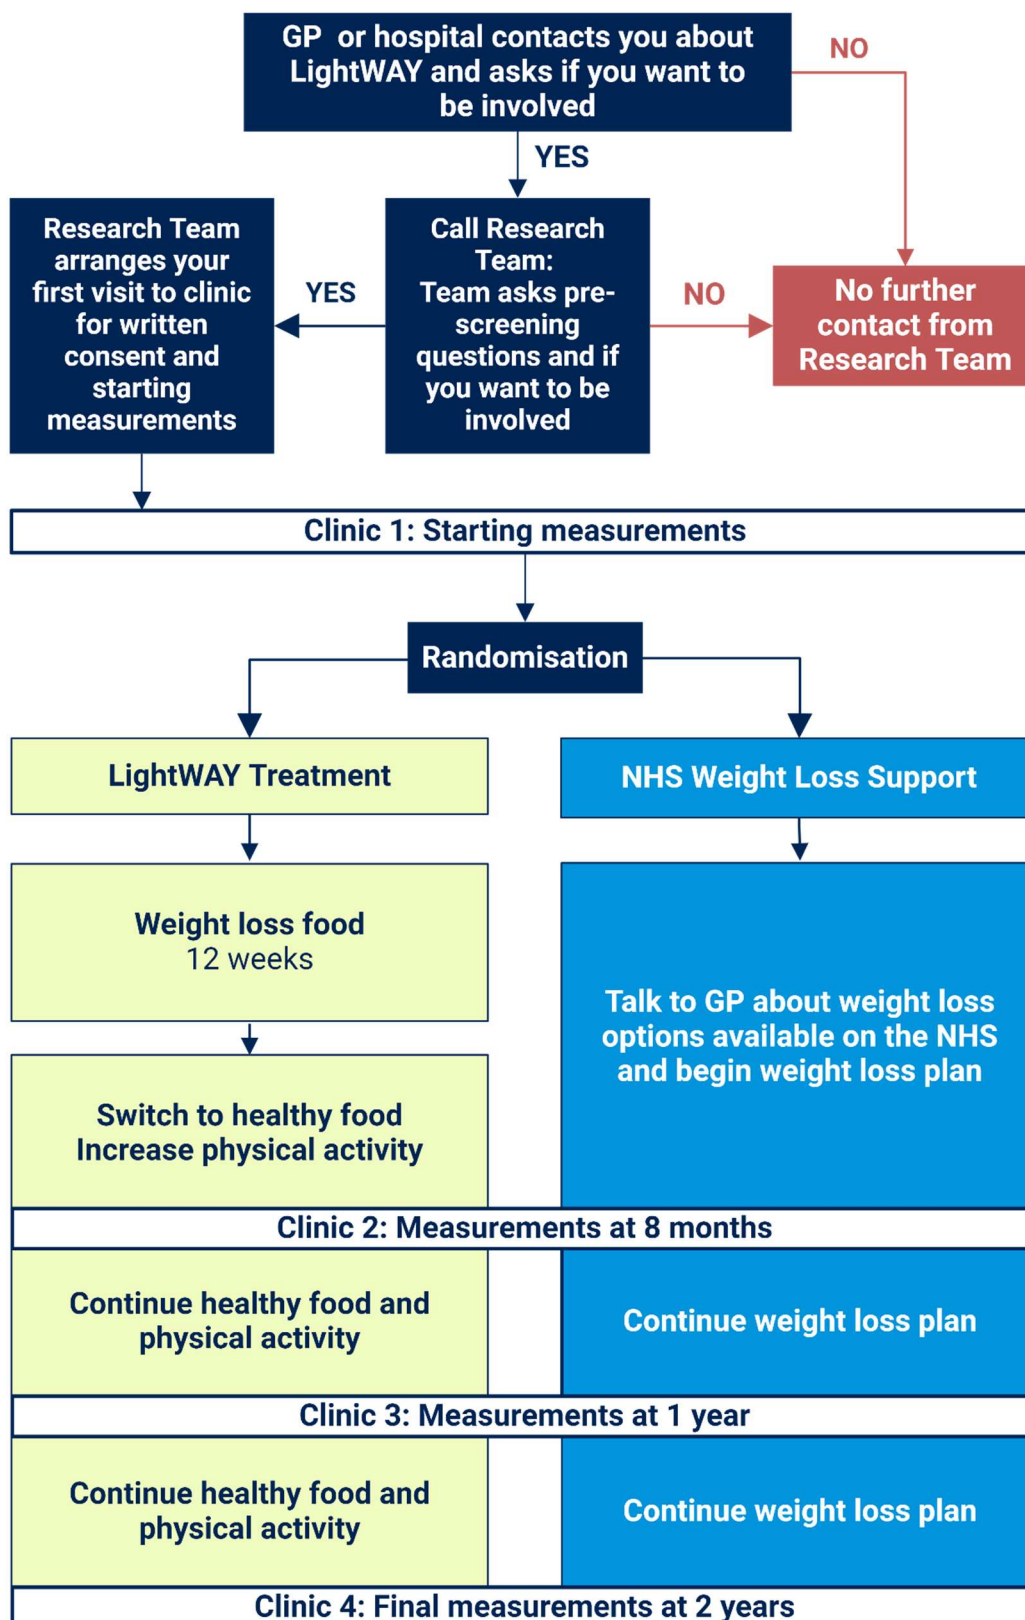 GP or hospital contacts you about
LightWAY and asks if you want to
be involved
NO
YES
Research Team
arranges your
first visit to clinic
for written
consent and
starting
measurements
YES
Call Research
Team:
Team asks pre-
screening
questions and if
you want to be
involved
NO
No further
contact from
Research Team
Clinic 1: Starting measurements
Randomisation
LightWAY Treatment
NHS Weight Loss Support
Weight loss food
12 weeks
Talk to GP about weight loss
options available on the NHS
and begin weight loss plan
Switch to healthy food
Increase physical activity
Clinic 2: Measurements at 8 months
Continue healthy food and
physical activity
Continue weight loss plan
Clinic 3: Measurements at 1 year
Continue healthy food and
physical activity
Continue weight loss plan
Clinic 4: Final measurements at 2 years